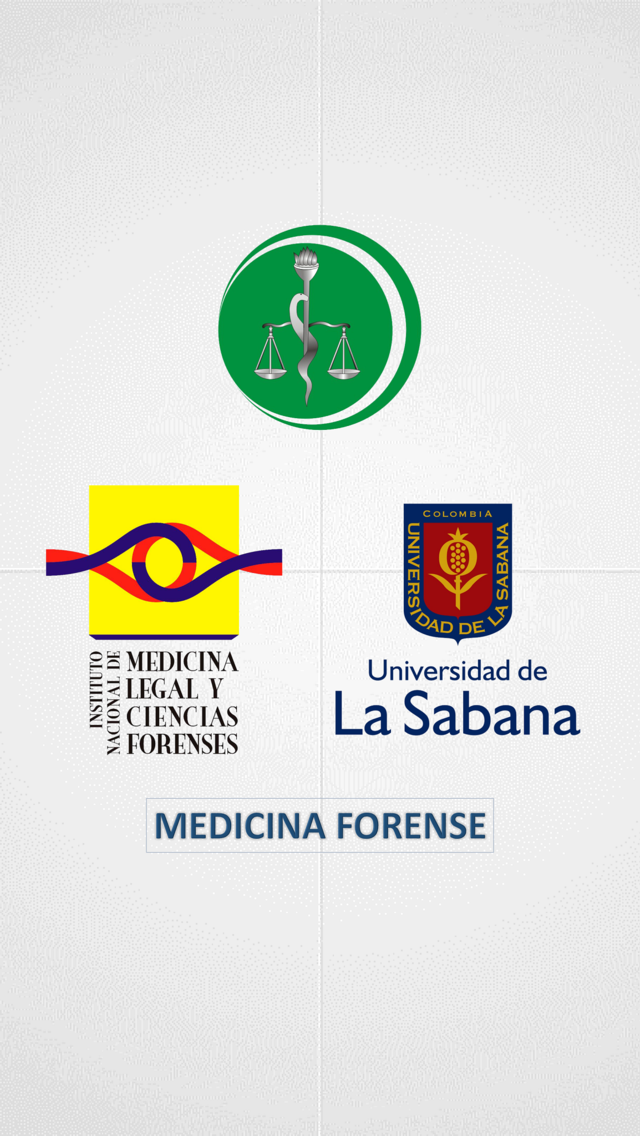 INSTITUTO
NACIONAL DE
MEDICINA
LEGAL Y
CIENCIAS
FORENSES
COLOMBIA
UNIVERSIDAD DE LA SABANA
Universidad de
La Sabana
MEDICINA FORENSE